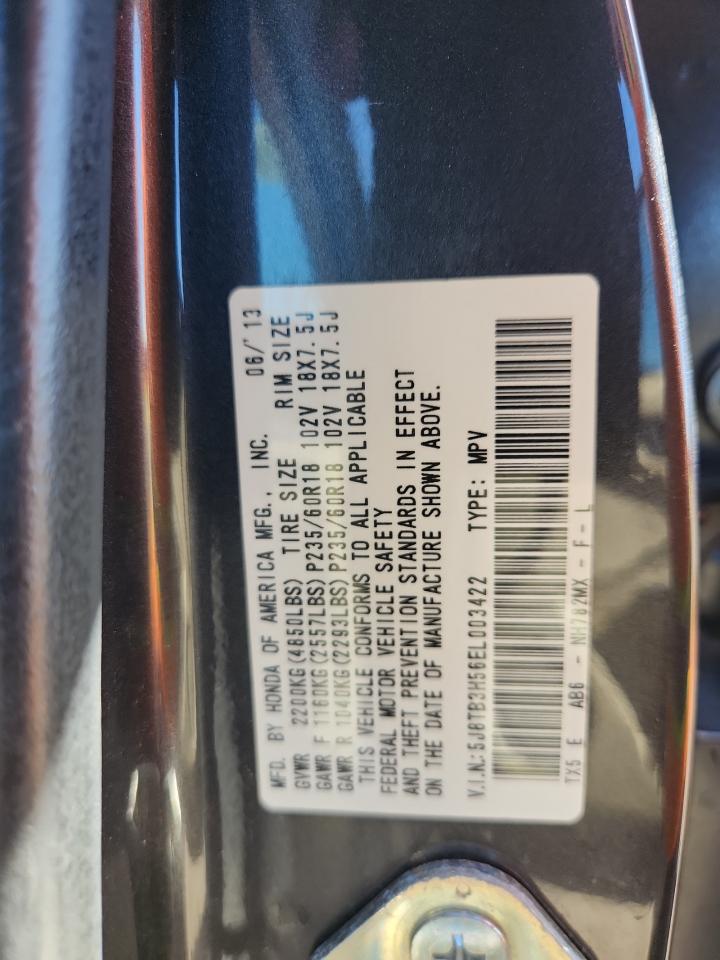 MFD. BY HONDA OF AMERICA MFG., INC. 06/'13
GVWR 2200KG(4850LBS) TIRE SIZE RIM SIZE
GAWR F 1160KG(2557LBS)P235/60R18 102V 18X7.5J
GAWR R 1040KG(2293LBS)P235/60R18 102V 18X7.5J
THIS VEHICLE CONFORMS TO ALL APPLICABLE
FEDERAL MOTOR VEHICLE SAFETY
AND THEFT PREVENTION STANDARDS IN EFFECT
ON THE DATE OF MANUFACTURE SHOWN ABOVE.
V.I.N.:5J8TB3H56EL003422 TYPE: MPV
TX5 E AB6 - NH782MX - F - L